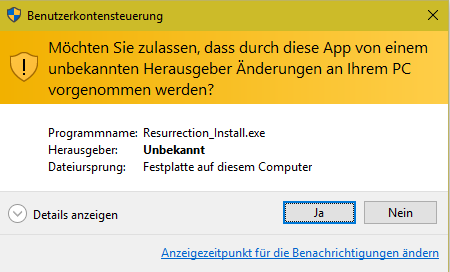 Benutzerkontensteuerung
Möchten Sie zulassen, dass durch diese App von einem
unbekannten Herausgeber Änderungen an Ihrem PC
vorgenommen werden?
Programmname: Resurrection_Install.exe
Herausgeber: Unbekannt
Dateiursprung: Festplatte auf diesem Computer
Details anzeigen
Ja
Nein
Anzeigezeitpunkt für die Benachrichtigungen ändern